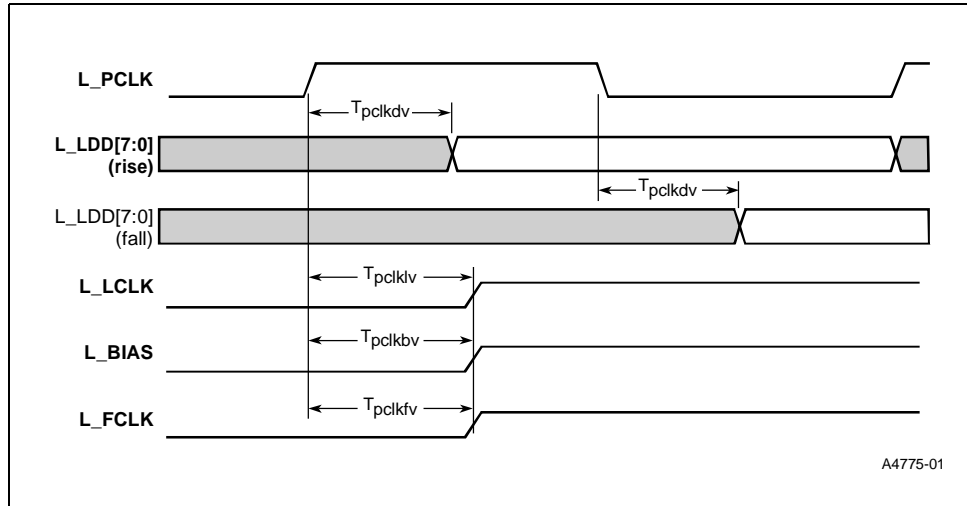 L_PCLK
Tpclkdv
L_LDD[7:0]
(rise)
Tpclkdv
L_LDD[7:0]
(fall)
Tpclklv
L_LCLK
Tpclkbv
L_BIAS
Tpclkfv
L_FCLK
A4775-01